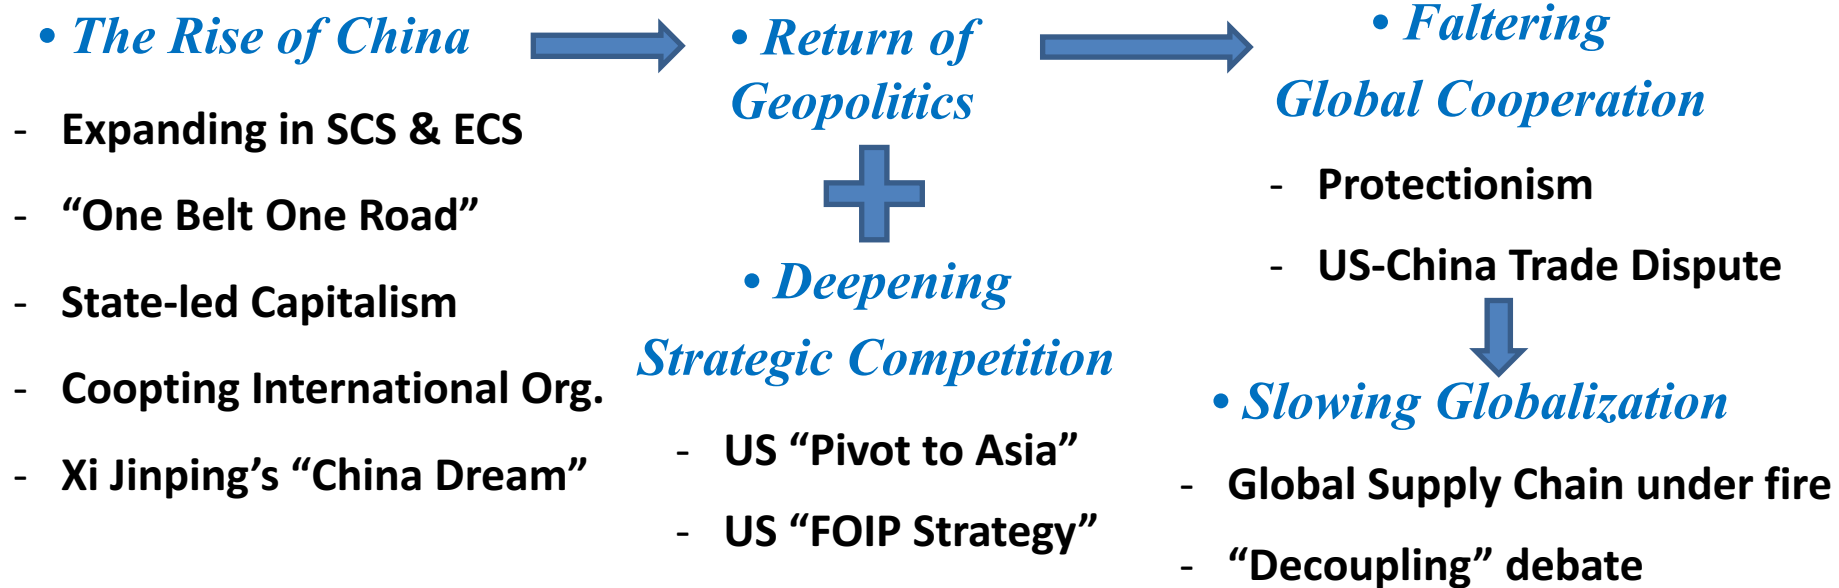 • The Rise of China
- Expanding in SCS & ECS
- “One Belt One Road”
- State-led Capitalism
- Coopting International Org.
- Xi Jinping’s “China Dream”
• Return of
Geopolitics
• Deepening
Strategic Competition
- US “Pivot to Asia”
- US “FOIP Strategy”
• Faltering
Global Cooperation
- Protectionism
- US-China Trade Dispute
• Slowing Globalization
- Global Supply Chain under fire
- “Decoupling” debate